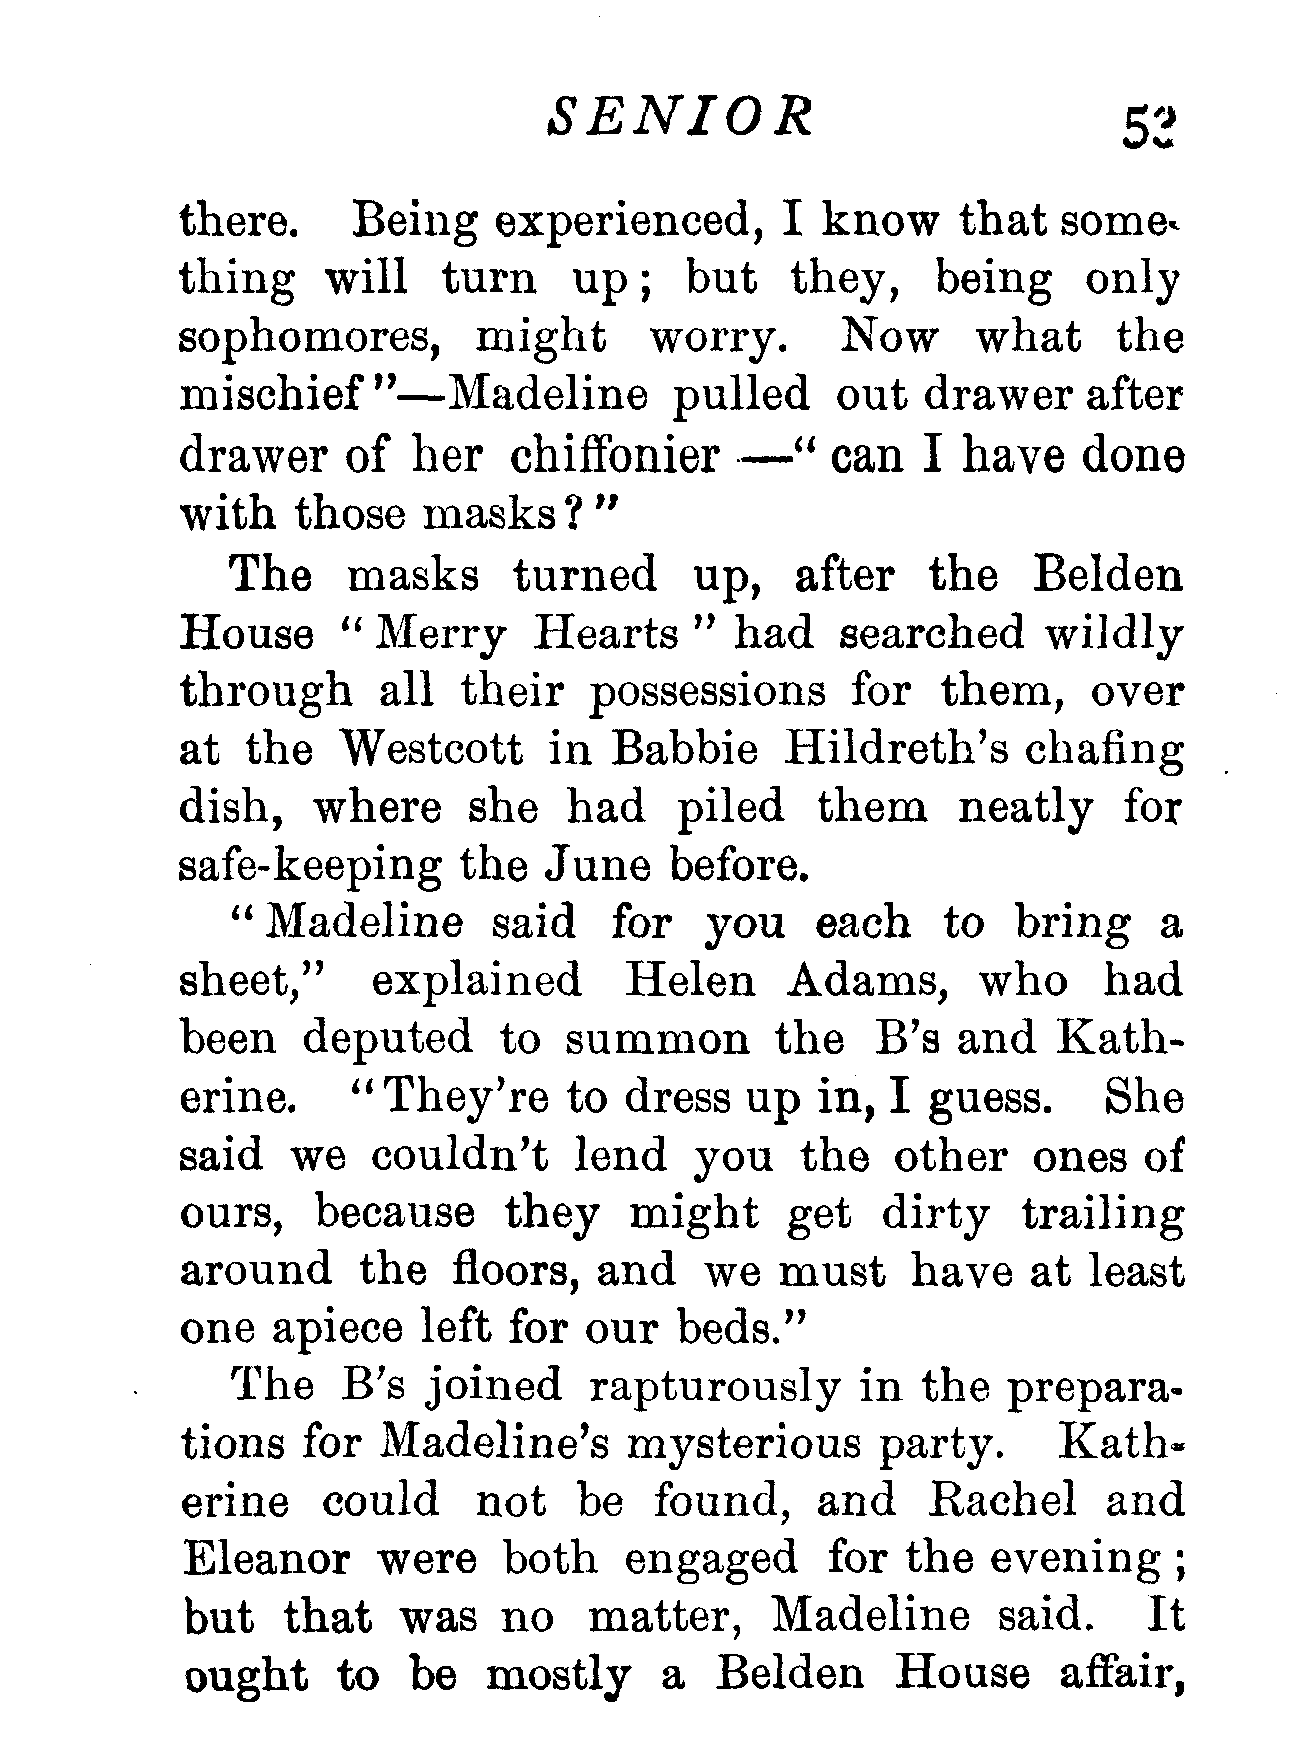 SENIOR 53
there. Being experienced, I know that some-
thing will turn up; but they, being only
sophomores, might worry. Now what the
mischief"—Madeline pulled out drawer after
drawer of her chiffonier—"can I have done
with those masks?"
The masks turned up, after the Belden
House "Merry Hearts" had searched wildly
through all their possessions for them, over
at the Westcott in Babbie Hildreth's chafing
dish, where she had piled them neatly for
safe-keeping the June before.
"Madeline said for you each to bring a
sheet," explained Helen Adams, who had
been deputed to summon the B's and Kath-
erine. "They're to dress up in, I guess. She
said we couldn't lend you the other ones of
ours, because they might get dirty trailing
around the floors, and we must have at least
one apiece left for our beds."
The B's joined rapturously in the prepara-
tions for Madeline's mysterious party. Kath-
erine could not be found, and Rachel and
Eleanor were both engaged for the evening;
but that was no matter, Madeline said. It
ought to be mostly a Belden House affair,